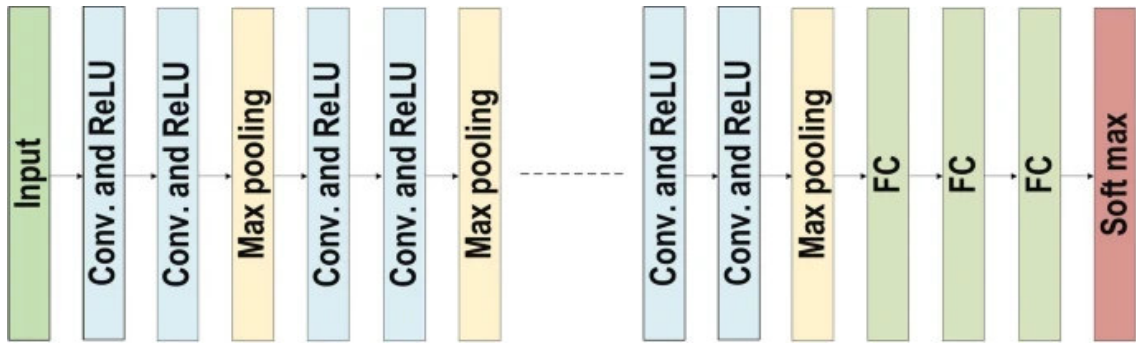 Input
Conv. and ReLU
Conv. and ReLU
Max pooling
Conv. and ReLU
Conv. and ReLU
Max pooling
Conv. and ReLU
Conv. and ReLU
Max pooling
FC
FC
FC
Soft max